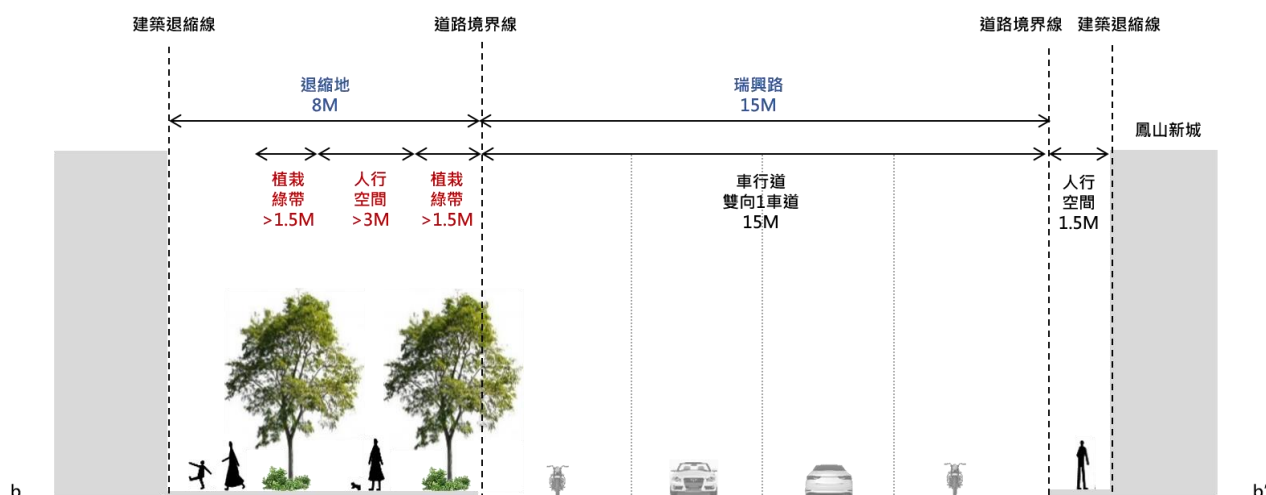 建築退縮線
道路境界線
道路境界線
建築退縮線
退縮地
8M
瑞興路
15M
鳳山新城
植栽
綠帶
>1.5M
人行
空間
>3M
植栽
綠帶
>1.5M
車行道
雙向1車道
15M
人行
空間
1.5M
b
b’